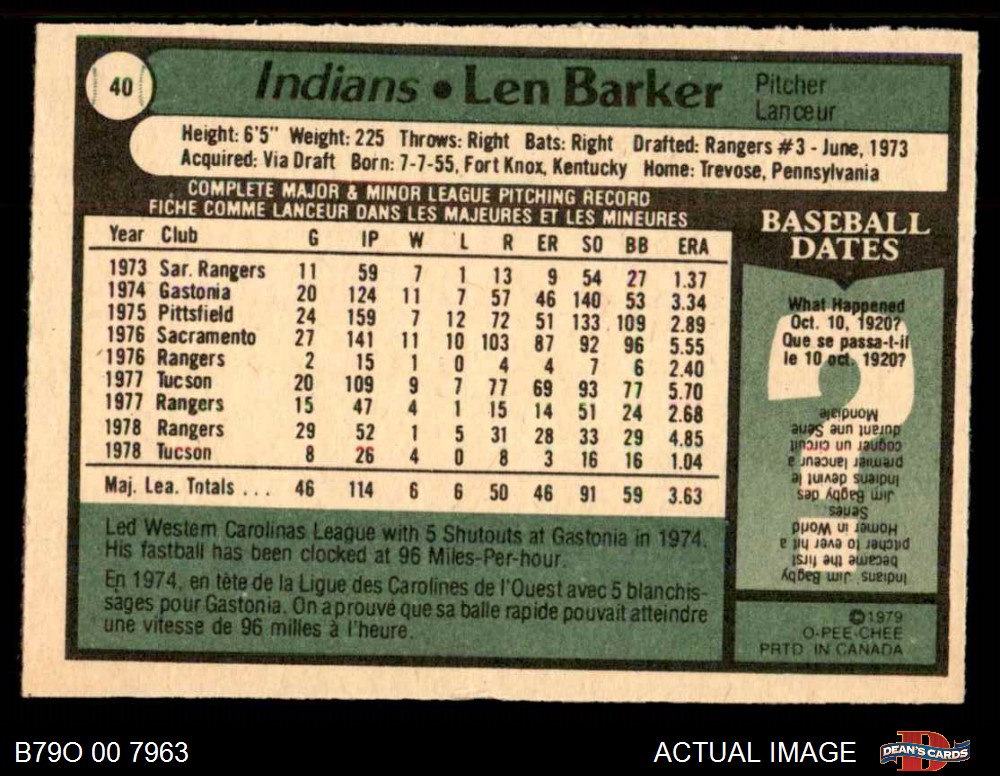 40
Indians • Len Barker
Pitcher
Lanceur
Height: 6'5" Weight: 225 Throws: Right Bats: Right Drafted: Rangers #3 - June, 1973
Acquired: Via Draft Born: 7-7-55, Fort Knox, Kentucky Home: Trevose, Pennsylvania
COMPLETE MAJOR & MINOR LEAGUE PITCHING RECORD
FICHE COMME LANCEUR DANS LES MAJEURES ET LES MINEURES
Year Club G IP W L R ER SO BB ERA
1973 Sar. Rangers 11 59 7 1 13 9 54 27 1.37
1974 Gastonia 20 124 11 7 57 46 140 53 3.34
1975 Pittsfield 24 159 7 12 72 51 133 109 2.89
1976 Sacramento 27 141 11 10 103 87 92 96 5.55
1976 Rangers 2 15 1 0 4 4 7 6 2.40
1977 Tucson 20 109 9 7 77 69 93 77 5.70
1977 Rangers 15 47 4 1 15 14 51 24 2.68
1978 Rangers 29 52 1 5 31 28 33 29 4.85
1978 Tucson 8 26 4 0 8 3 16 16 1.04
Maj. Lea. Totals ... 46 114 6 6 50 46 91 59 3.63
Led Western Carolinas League with 5 Shutouts at Gastonia in 1974.
His fastball has been clocked at 96 Miles-Per-hour.
En 1974, en tête de la Ligue des Carolines de l'Ouest avec 5 blanchis-
sages pour Gastonia. On a prouvé que sa balle rapide pouvait atteindre
une vitesse de 96 milles à l'heure.
BASEBALL
DATES
What Happened
Oct. 10, 1920?
Que se passa-t-il
le 10 oct. 1920?
Indians' Jim Bagby
became the first
pitcher to ever hit a
Homer in World
Series
Jim Bagby des
Indiens devint le
premier lanceur à
cogner un circuit
durant une Série
Mondiale
©1979
O-PEE-CHEE
PRTD. IN CANADA
B79O 00 7963
ACTUAL IMAGE
D
DEAN'S CARDS